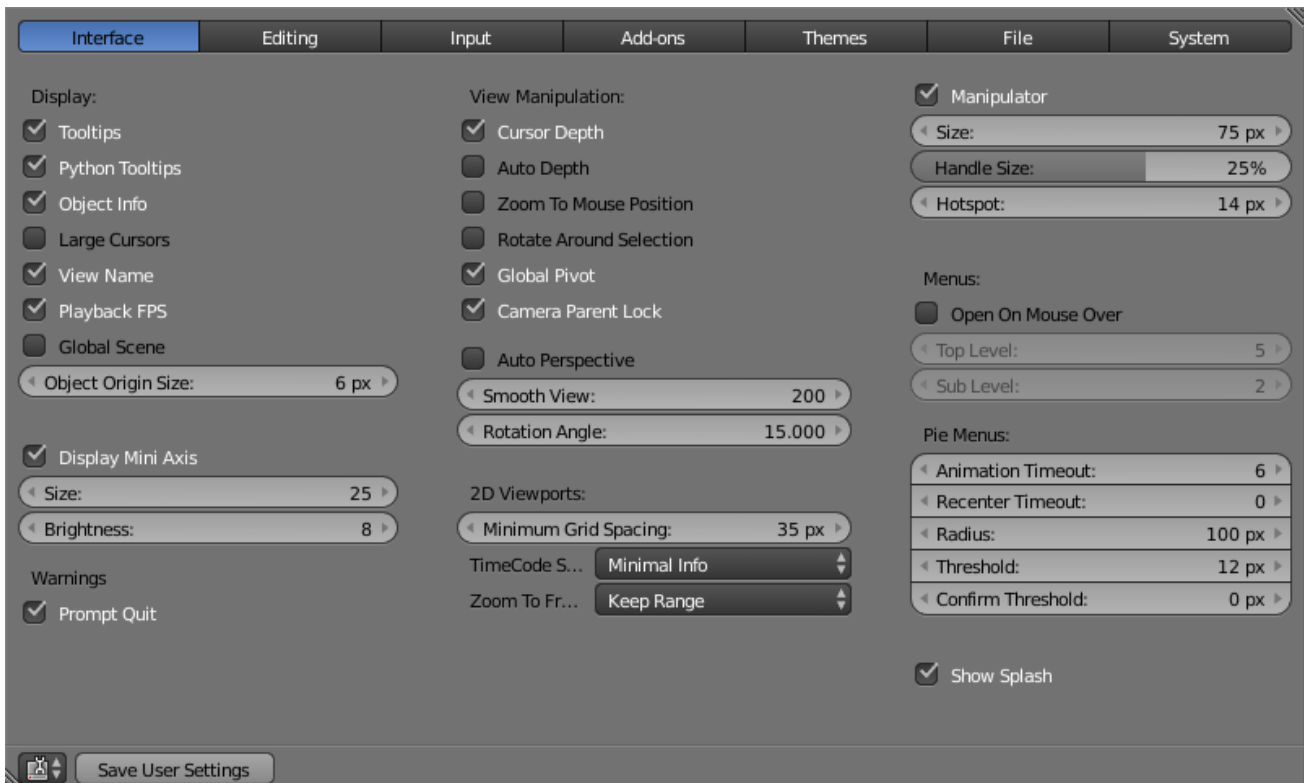 Interface Editing Input Add-ons Themes File System
Display:
Tooltips
Python Tooltips
Object Info
Large Cursors
View Name
Playback FPS
Global Scene
Object Origin Size: 6 px
Display Mini Axis
Size: 25
Brightness: 8
Warnings
Prompt Quit
View Manipulation:
Cursor Depth
Auto Depth
Zoom To Mouse Position
Rotate Around Selection
Global Pivot
Camera Parent Lock
Auto Perspective
Smooth View: 200
Rotation Angle: 15.000
2D Viewports:
Minimum Grid Spacing: 35 px
TimeCode S... Minimal Info
Zoom To Fr... Keep Range
Manipulator
Size: 75 px
Handle Size: 25%
Hotspot: 14 px
Menus:
Open On Mouse Over
Top Level: 5
Sub Level: 2
Pie Menus:
Animation Timeout: 6
Recenter Timeout: 0
Radius: 100 px
Threshold: 12 px
Confirm Threshold: 0 px
Show Splash
Save User Settings